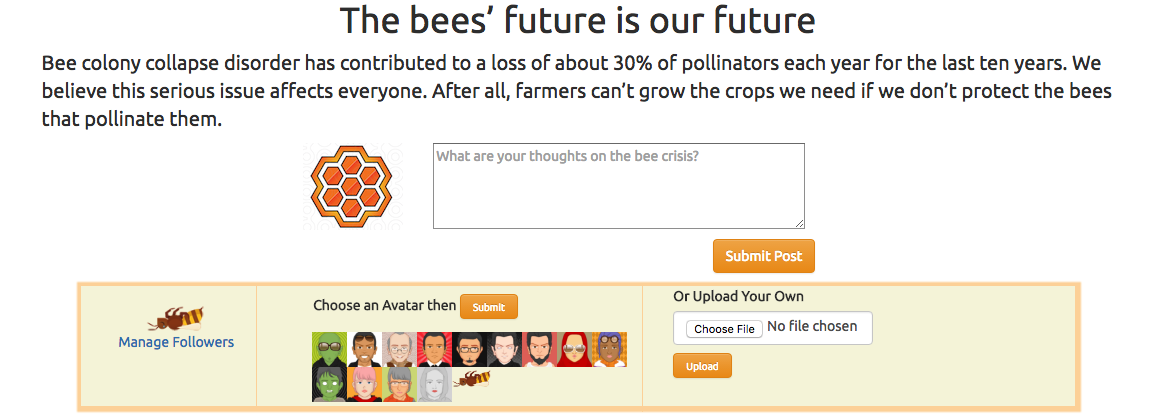 The bees’ future is our future
Bee colony collapse disorder has contributed to a loss of about 30% of pollinators each year for the last ten years. We
believe this serious issue affects everyone. After all, farmers can’t grow the crops we need if we don’t protect the bees
that pollinate them.
What are your thoughts on the bee crisis?
Submit Post
Manage Followers
Choose an Avatar then Submit
Or Upload Your Own
Choose File No file chosen
Upload